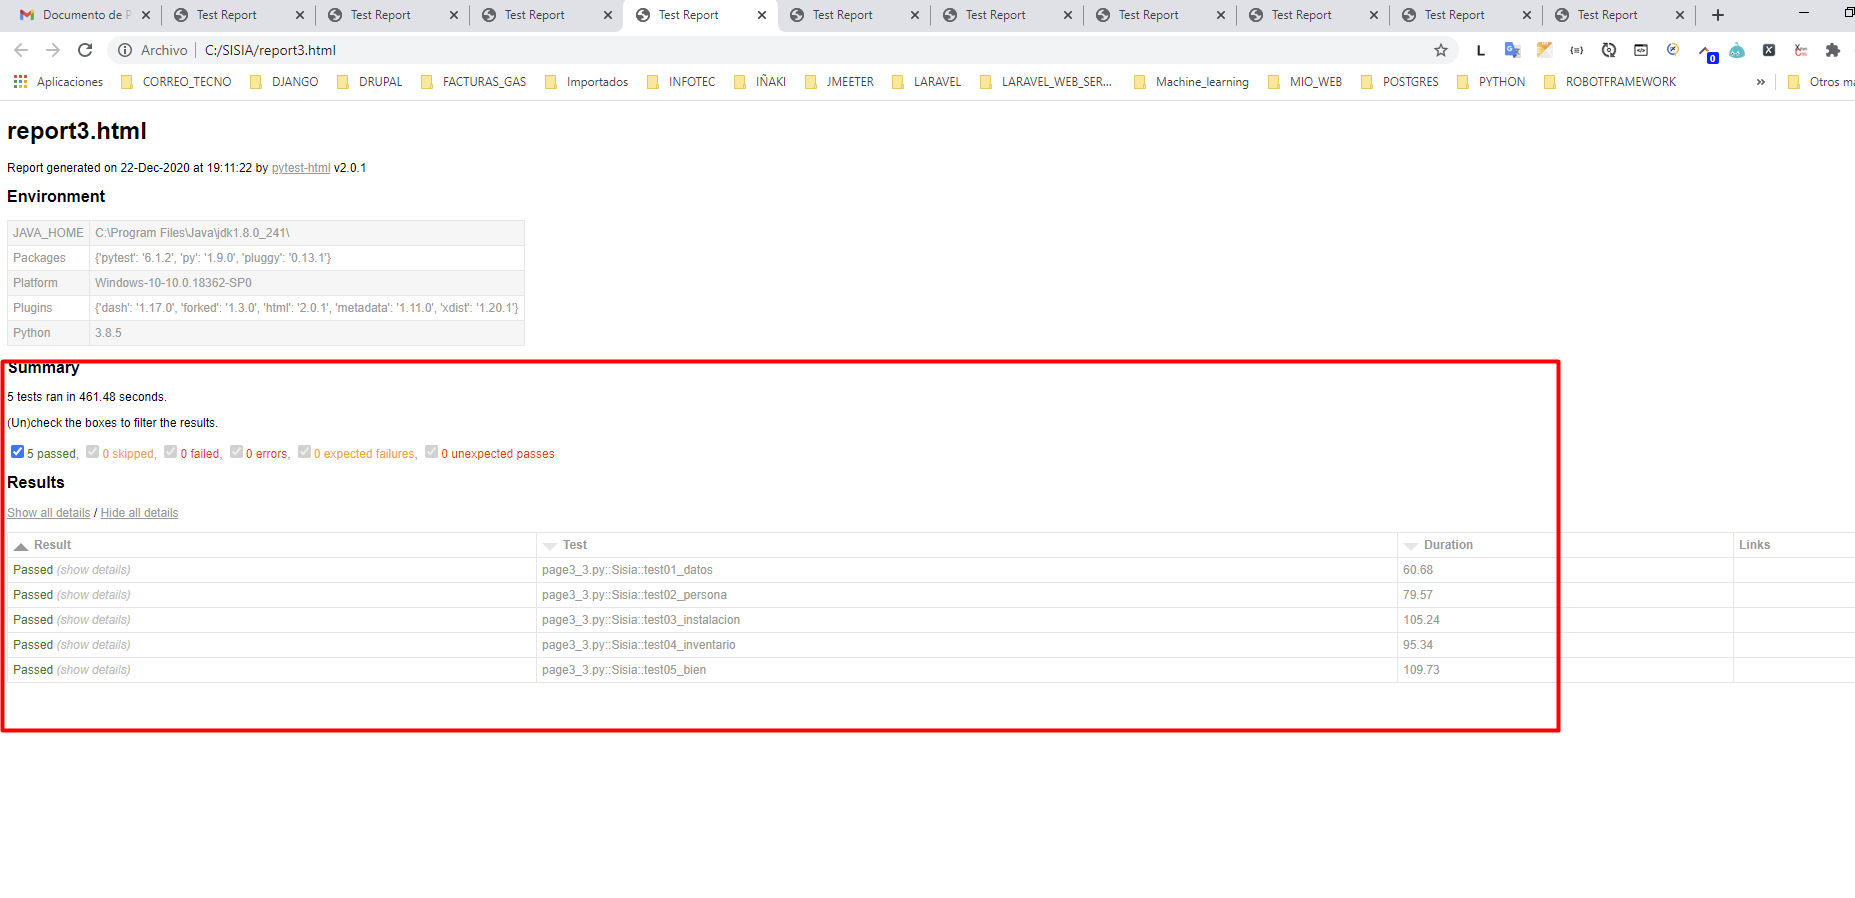 Documento de P
Test Report
Test Report
Test Report
Test Report
Test Report
Test Report
Test Report
Test Report
Test Report
Test Report
Archivo C:/SISIA/report3.html
L
0
Aplicaciones CORREO_TECNO DJANGO DRUPAL FACTURAS_GAS Importados INFOTEC IÑAKI JMEETER LARAVEL LARAVEL_WEB_SER... Machine_learning MIO_WEB POSTGRES PYTHON ROBOTFRAMEWORK » Otros ma
report3.html
Report generated on 22-Dec-2020 at 19:11:22 by pytest-html v2.0.1
Environment
JAVA_HOME C:\Program Files\Java\jdk1.8.0_241\
Packages {'pytest': '6.1.2', 'py': '1.9.0', 'pluggy': '0.13.1'}
Platform Windows-10-10.0.18362-SP0
Plugins {'dash': '1.17.0', 'forked': '1.3.0', 'html': '2.0.1', 'metadata': '1.11.0', 'xdist': '1.20.1'}
Python 3.8.5
Summary
5 tests ran in 461.48 seconds.
(Un)check the boxes to filter the results.
5 passed, 0 skipped, 0 failed, 0 errors, 0 expected failures, 0 unexpected passes
Results
Show all details / Hide all details
Result Test Duration Links
Passed (show details) page3_3.py::Sisia::test01_datos 60.68
Passed (show details) page3_3.py::Sisia::test02_persona 79.57
Passed (show details) page3_3.py::Sisia::test03_instalacion 105.24
Passed (show details) page3_3.py::Sisia::test04_inventario 95.34
Passed (show details) page3_3.py::Sisia::test05_bien 109.73